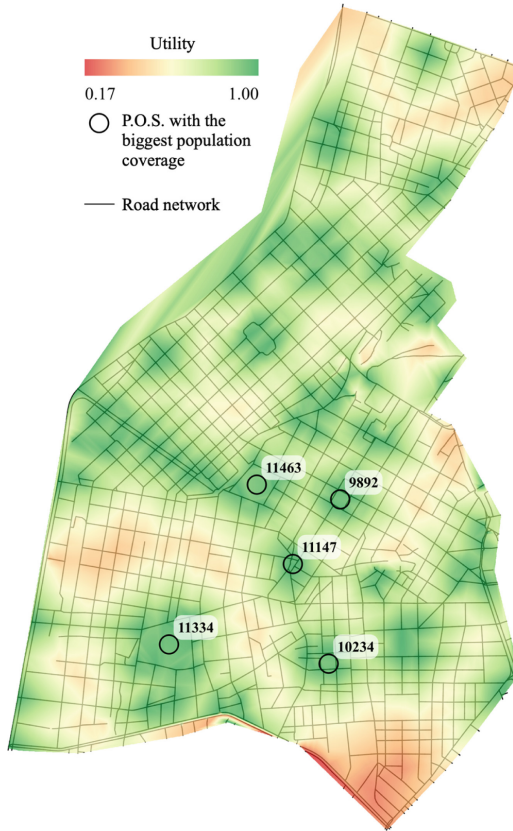 Utility
0.17 1.00
P.O.S. with the
biggest population
coverage
Road network
11463
9892
11147
11334
10234